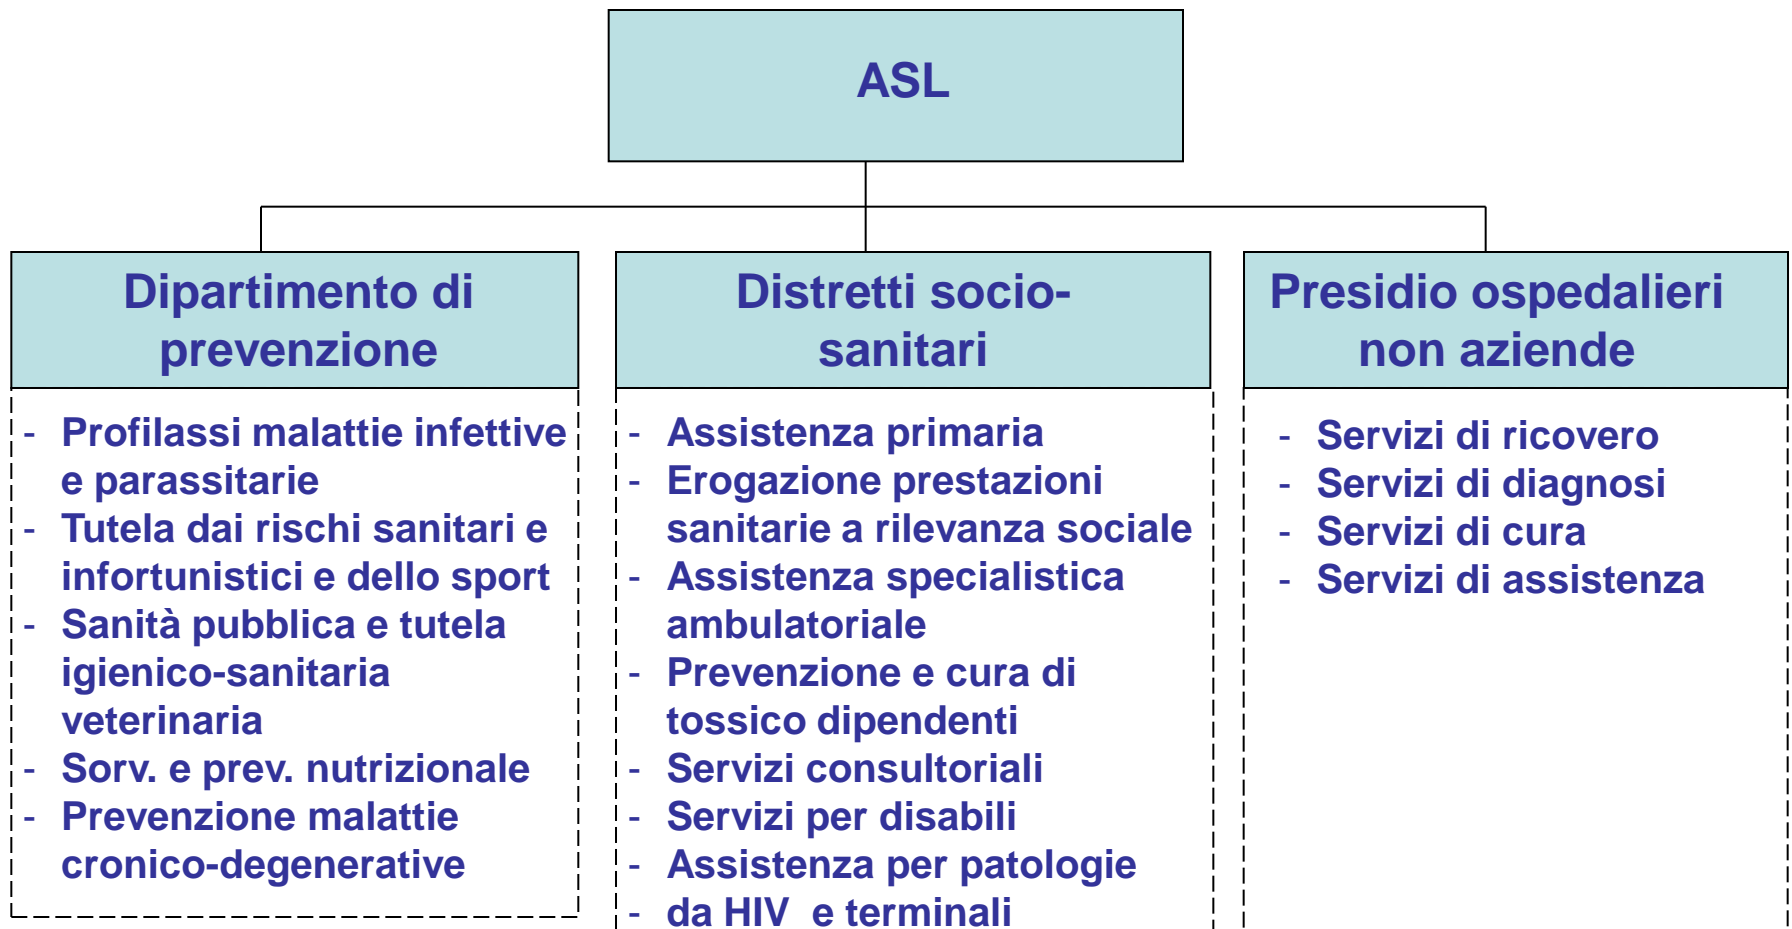 ASL
Dipartimento di
prevenzione
- Profilassi malattie infettive
e parassitarie
- Tutela dai rischi sanitari e
infortunistici e dello sport
- Sanità pubblica e tutela
igienico-sanitaria
veterinaria
- Sorv. e prev. nutrizionale
- Prevenzione malattie
cronico-degenerative
Distretti socio-
sanitari
- Assistenza primaria
- Erogazione prestazioni
sanitarie a rilevanza sociale
- Assistenza specialistica
ambulatoriale
- Prevenzione e cura di
tossico dipendenti
- Servizi consultoriali
- Servizi per disabili
- Assistenza per patologie
- da HIV e terminali
Presidio ospedalieri
non aziende
- Servizi di ricovero
- Servizi di diagnosi
- Servizi di cura
- Servizi di assistenza